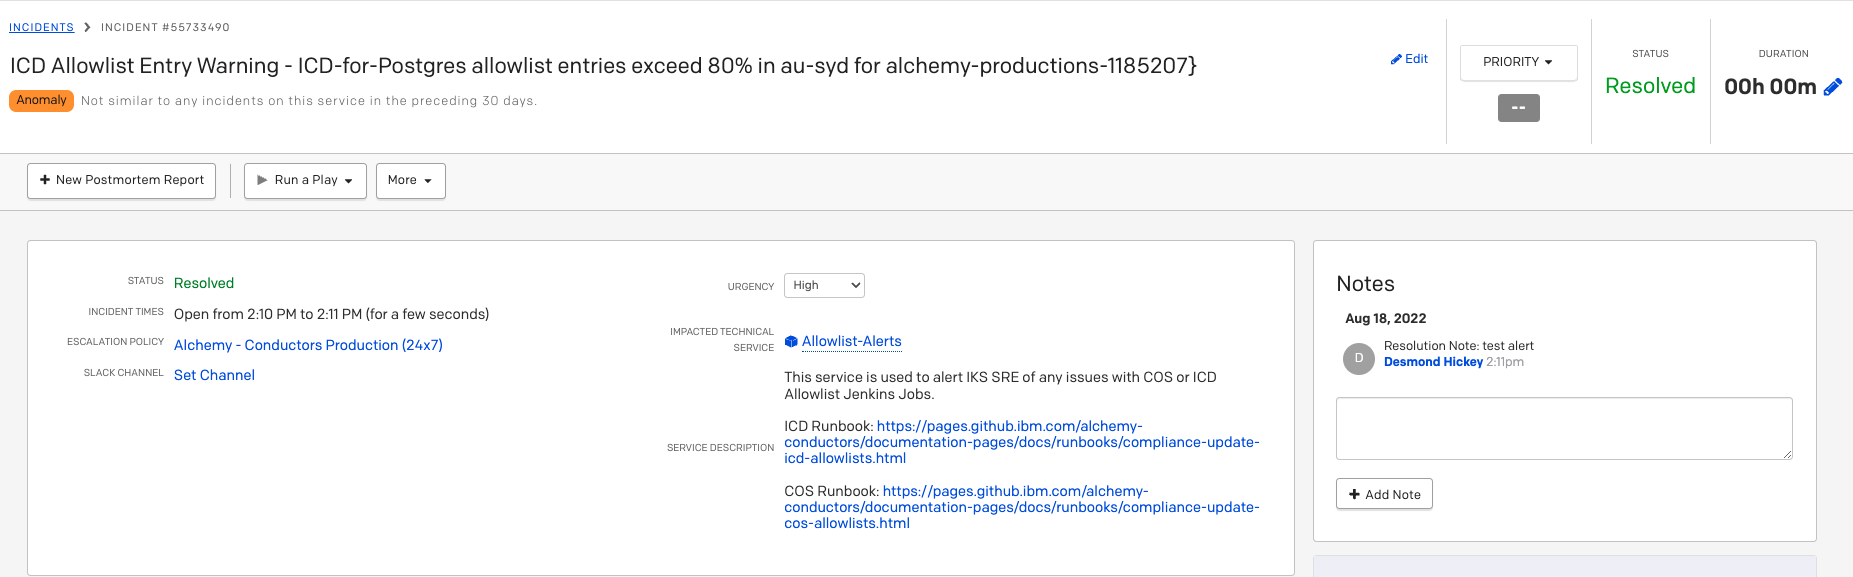 INCIDENTS > INCIDENT #55733490
ICD Allowlist Entry Warning - ICD-for-Postgres allowlist entries exceed 80% in au-syd for alchemy-productions-1185207}
Anomaly Not similar to any incidents on this service in the preceding 30 days.
Edit
PRIORITY
--
STATUS
Resolved
DURATION
00h 00m
+ New Postmortem Report
Run a Play
More
STATUS Resolved
INCIDENT TIMES Open from 2:10 PM to 2:11 PM (for a few seconds)
ESCALATION POLICY Alchemy - Conductors Production (24x7)
SLACK CHANNEL Set Channel
URGENCY High
IMPACTED TECHNICAL
SERVICE
Allowlist-Alerts
SERVICE DESCRIPTION
This service is used to alert IKS SRE of any issues with COS or ICD
Allowlist Jenkins Jobs.
ICD Runbook: https://pages.github.ibm.com/alchemy-
conductors/documentation-pages/docs/runbooks/compliance-update-
icd-allowlists.html
COS Runbook: https://pages.github.ibm.com/alchemy-
conductors/documentation-pages/docs/runbooks/compliance-update-
cos-allowlists.html
Notes
Aug 18, 2022
D
Resolution Note: test alert
Desmond Hickey 2:11pm
+ Add Note